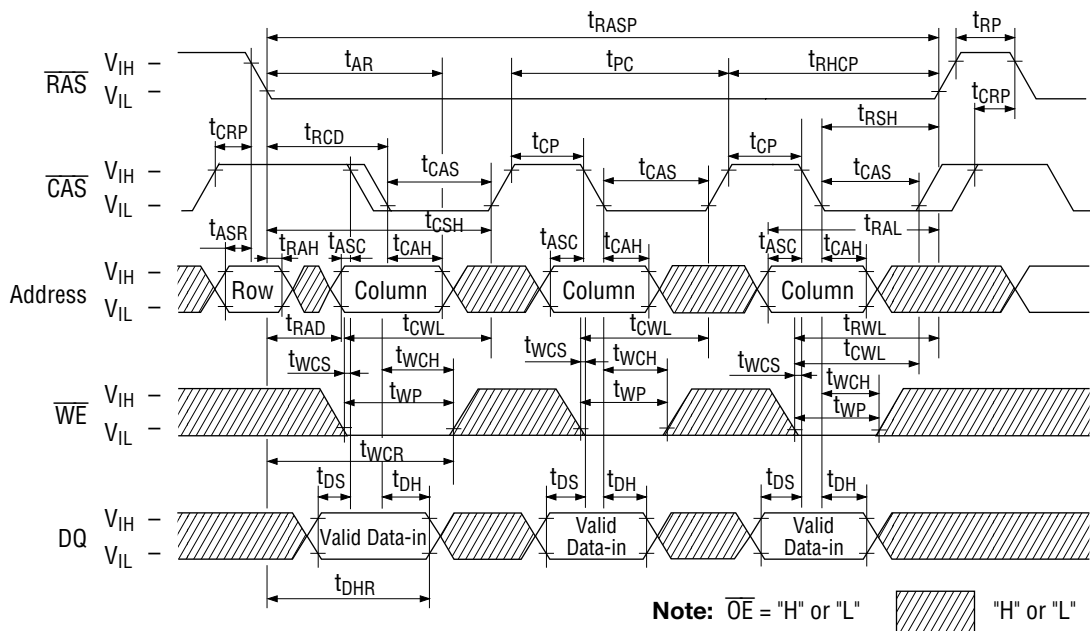 tRASP
tRP
tAR
tPC
tRHCP
RAS
VIH
VIL
tCRP
tRCD
tCP
tCP
tRSH
tCRP
CAS
VIH
VIL
tCAS
tCAS
tCAS
tCSH
tRAL
tASR
tRAH
tASC
tCAH
tASC
tCAH
tASC
tCAH
Address
VIH
VIL
Row
Column
Column
Column
tRAD
tCWL
tCWL
tRWL
tCWL
tWCS
tWCH
tWCS
tWCH
tWCS
tWCH
WE
VIH
VIL
tWP
tWP
tWP
tWCR
tDS
tDH
tDS
tDH
tDS
tDH
DQ
VIH
VIL
Valid Data-in
Valid
Data-in
Valid
Data-in
tDHR
Note: OE = "H" or "L"
"H" or "L"